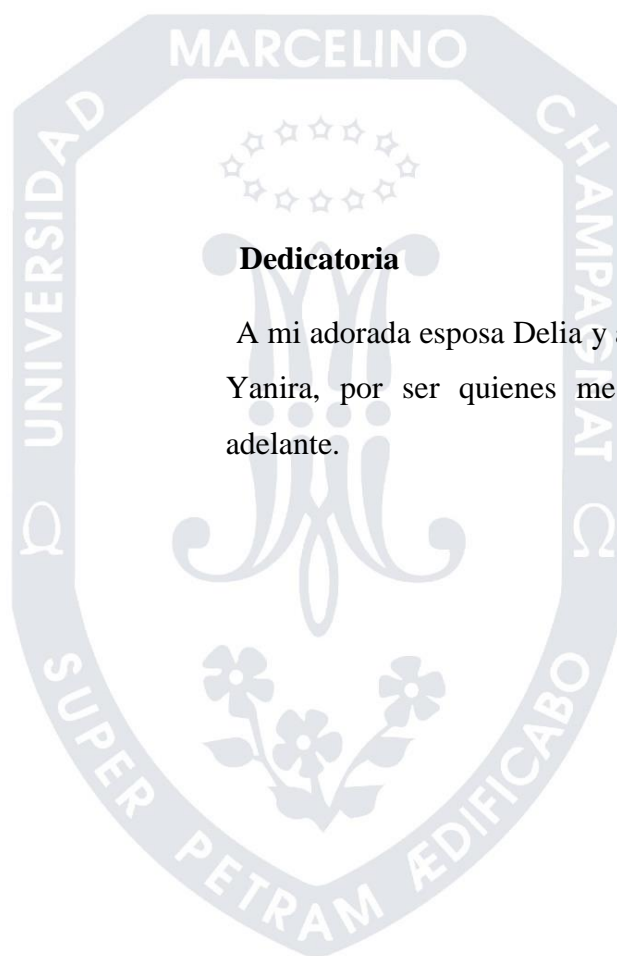 MARCELINO
UNIVERSIDAD
CHAMPAGNAT
Dedicatoria
A mi adorada esposa Delia y
Yanira, por ser quienes me
adelante.
Ω
Ω
SUPER PETRAM ÆDIFICABO